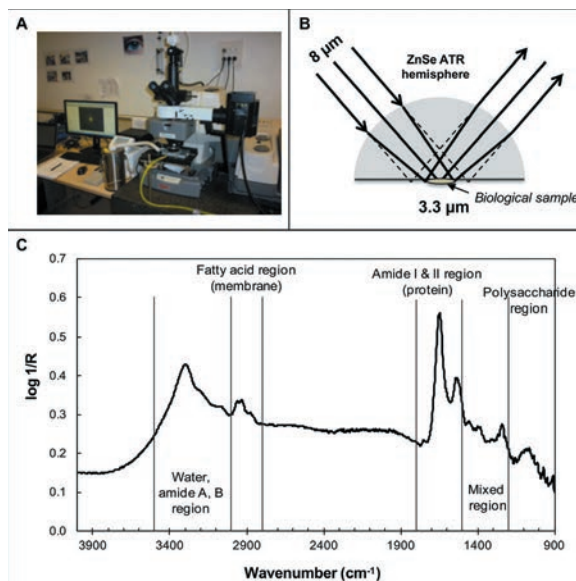 A
B
8 µm
ZnSe ATR
hemisphere
Biological sample
3.3 µm
C
0.7
0.6
0.5
0.4
0.3
0.2
0.1
0.0
log 1/R
Fatty acid region
(membrane)
Amide I & II region
(protein)
Polysaccharide
region
Water,
amide A, B
region
Mixed
region
3900
3400
2900
2400
1900
1400
900
Wavenumber (cm⁻¹)